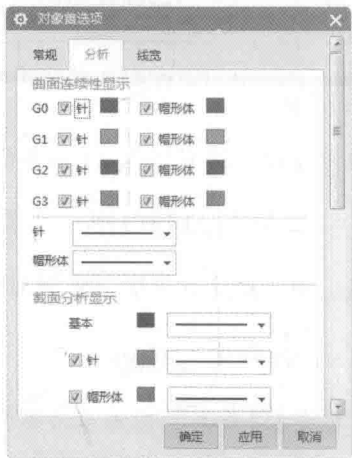 对象首选项
常规 分析 线宽
曲面连续性显示
G0 针 帽形体
G1 针 帽形体
G2 针 帽形体
G3 针 帽形体
针
帽形体
截面分析显示
基本
针
帽形体
确定 应用 取消